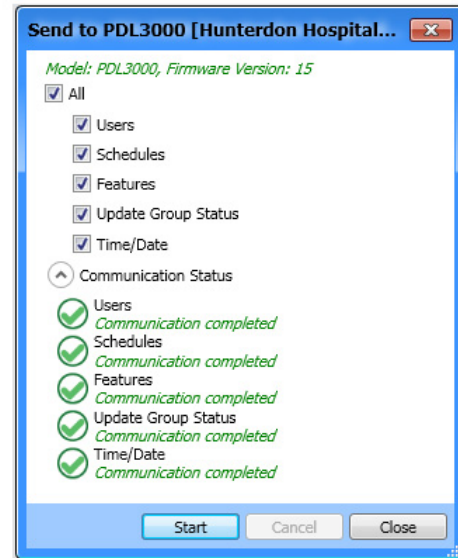 Send to PDL3000 [Hunterdon Hospital...
Model: PDL3000, Firmware Version: 15
All
Users
Schedules
Features
Update Group Status
Time/Date
Communication Status
Users
Communication completed
Schedules
Communication completed
Features
Communication completed
Update Group Status
Communication completed
Time/Date
Communication completed
Start Cancel Close